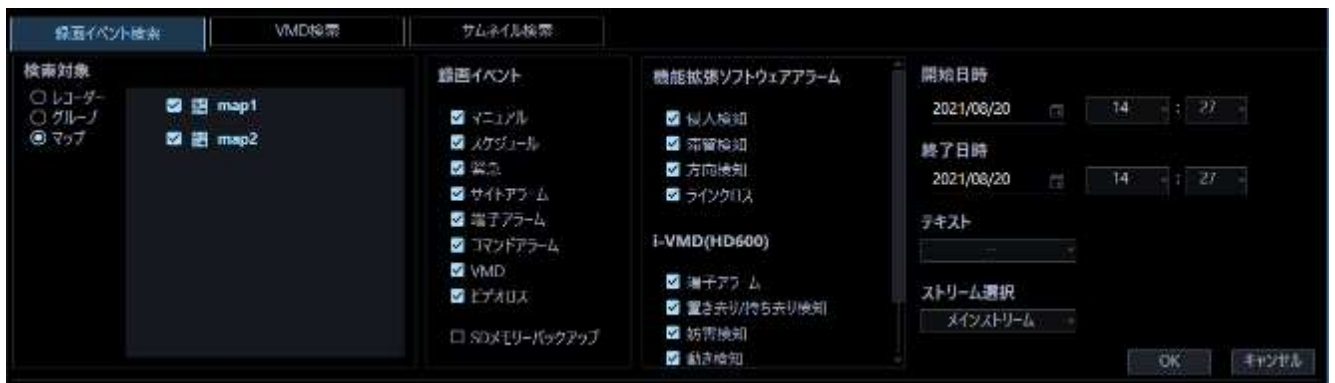 録画イベント検索
VMD検索
サムネイル検索
検索対象
レコーダー
グループ
マップ
map1
map2
録画イベント
マニュアル
スケジュール
緊急
サイトアラーム
端子アラーム
コマンドアラーム
VMD
ビデオロス
SDメモリーバックアップ
機能拡張ソフトウェアアラーム
侵入検知
滞留検知
方向検知
ラインクロス
i-VMD(HD600)
端子アラーム
置き去り/持ち去り検知
妨害検知
動き検知
開始日時
2021/08/20 14 : 27
終了日時
2021/08/20 14 : 27
テキスト
--
ストリーム選択
メインストリーム
OK
キャンセル